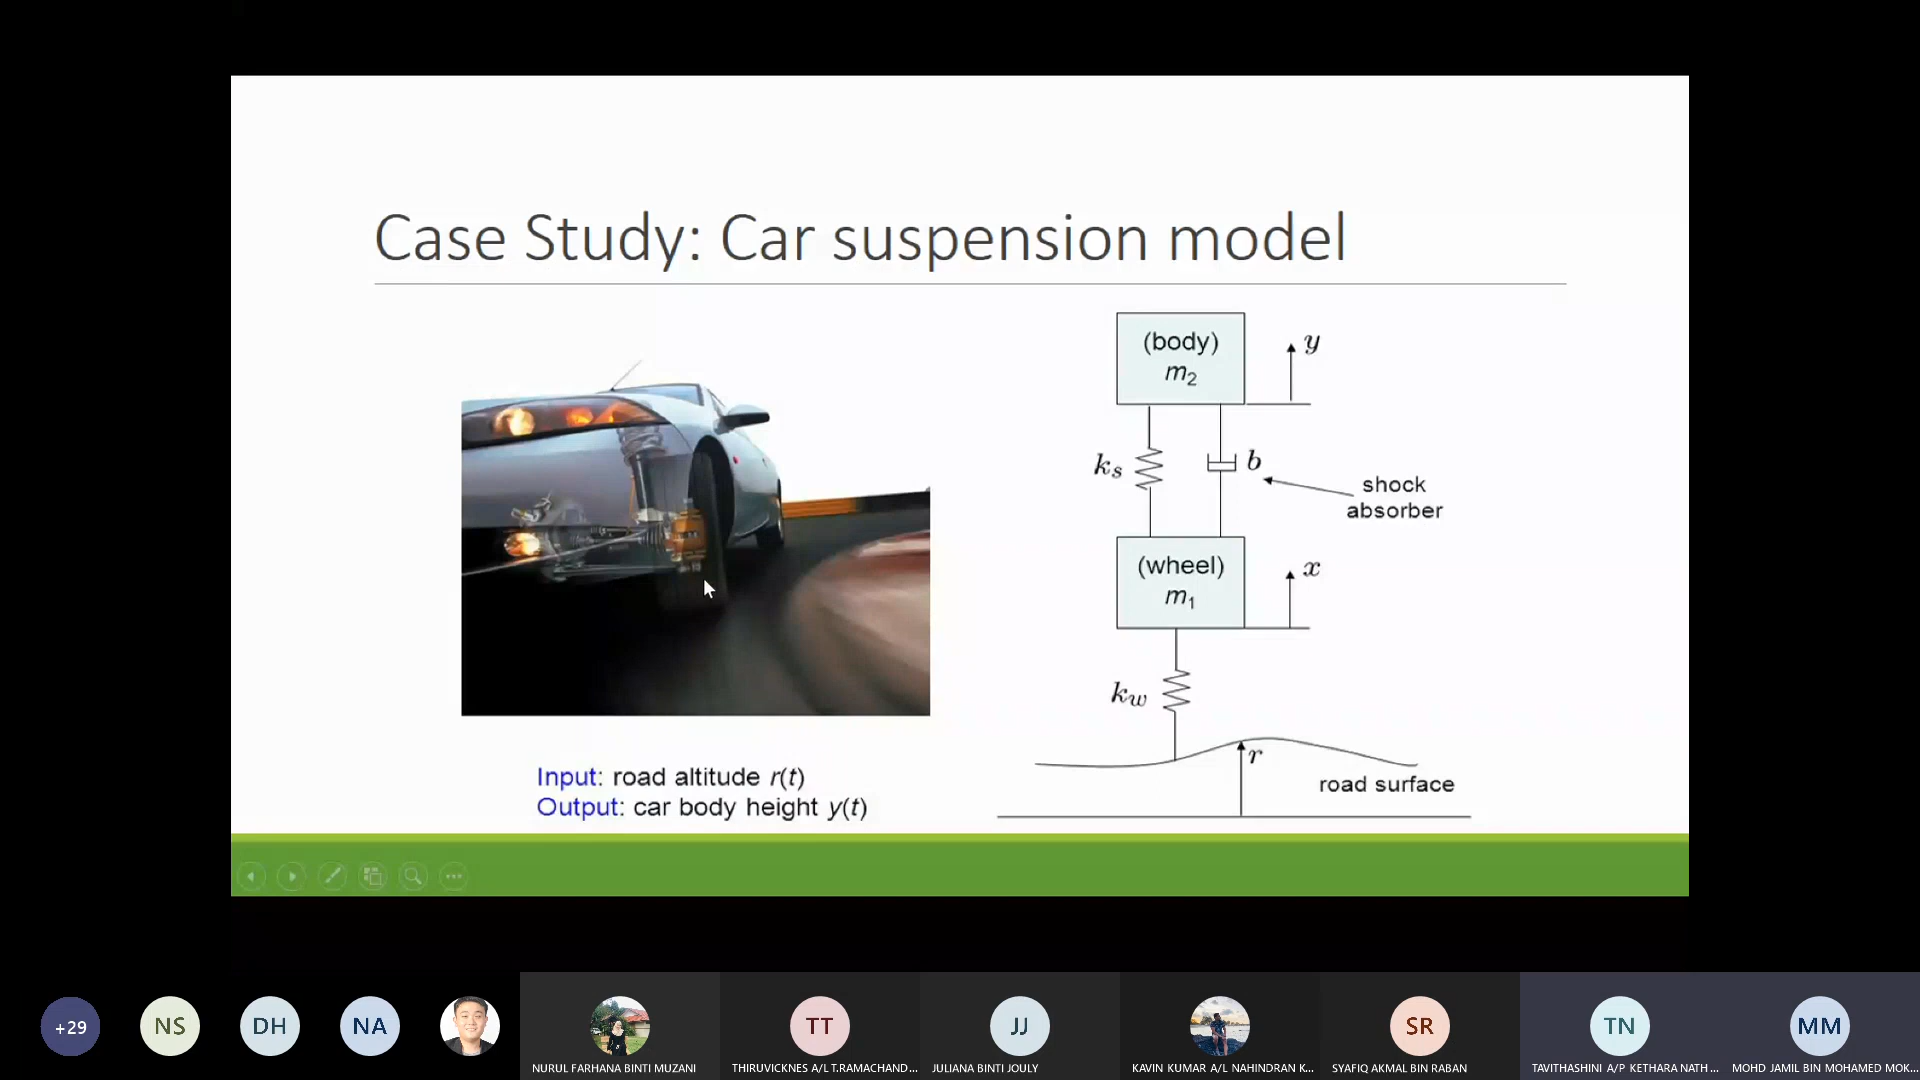 Case Study: Car suspension model
(body)
m₂
y
kₛ
b
shock
absorber
(wheel)
m₁
x
k_w
r
road surface
Input: road altitude r(t)
Output: car body height y(t)
+29
NS
DH
NA
TT
JJ
SR
TN
MM
NURUL FARHANA BINTI MUZANI
THIRUVICKNES A/L T.RAMACHAND...
JULIANA BINTI JOULY
KAVIN KUMAR A/L NAHINDRAN K...
SYAFIQ AKMAL BIN RABAN
TAVITHASHINI A/P KETHARA NATH ...
MOHD JAMIL BIN MOHAMED MOK...